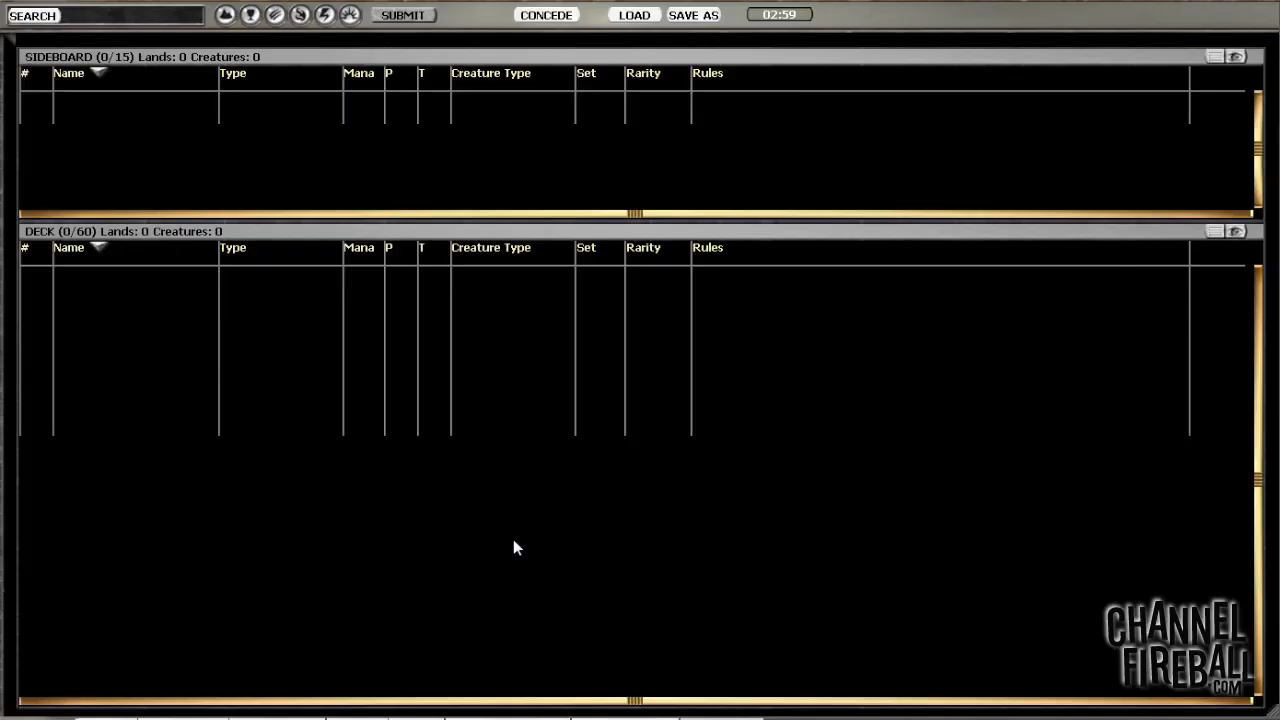 SEARCH SUBMIT CONCEDE LOAD SAVE AS 02:59
SIDEBOARD (0/15) Lands: 0 Creatures: 0
# Name Type Mana P T Creature Type Set Rarity Rules
DECK (0/60) Lands: 0 Creatures: 0
# Name Type Mana P T Creature Type Set Rarity Rules
CHANNEL
FIREBALL
.COM